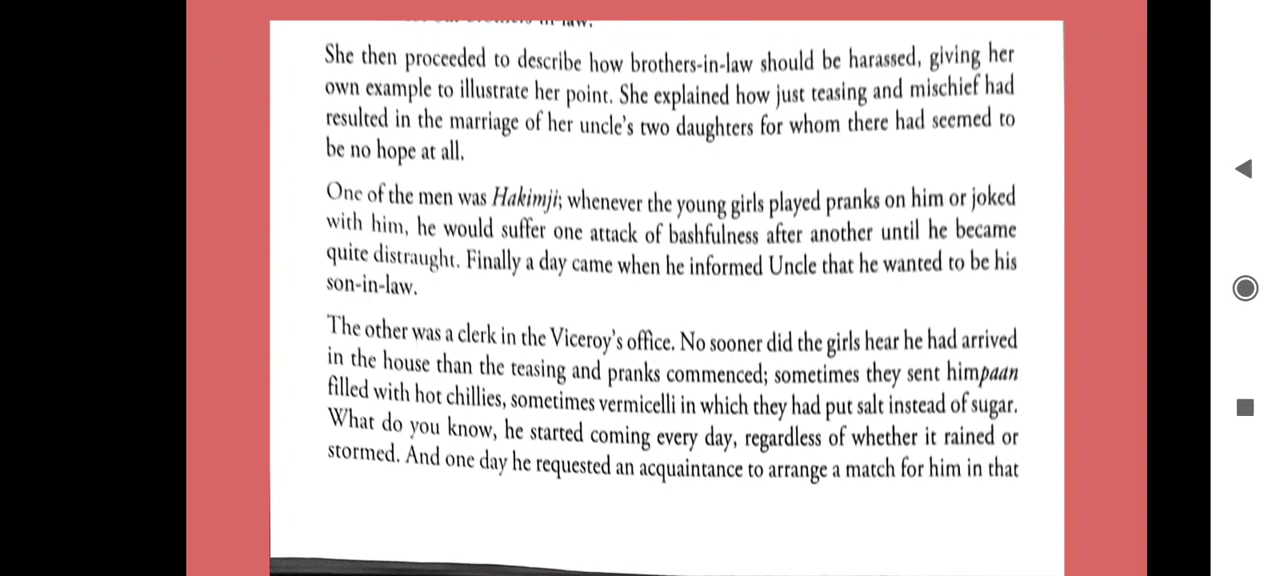 in law.
She then proceeded to describe how brothers-in-law should be harassed, giving her
own example to illustrate her point. She explained how just teasing and mischief had
resulted in the marriage of her uncle's two daughters for whom there had seemed to
be no hope at all.
One of the men was Hakimji; whenever the young girls played pranks on him or joked
with him, he would suffer one attack of bashfulness after another until he became
quite distraught. Finally a day came when he informed Uncle that he wanted to be his
son-in-law.
The other was a clerk in the Viceroy's office. No sooner did the girls hear he had arrived
in the house than the teasing and pranks commenced; sometimes they sent himpaan
filled with hot chillies, sometimes vermicelli in which they had put salt instead of sugar.
What do you know, he started coming every day, regardless of whether it rained or
stormed. And one day he requested an acquaintance to arrange a match for him in that